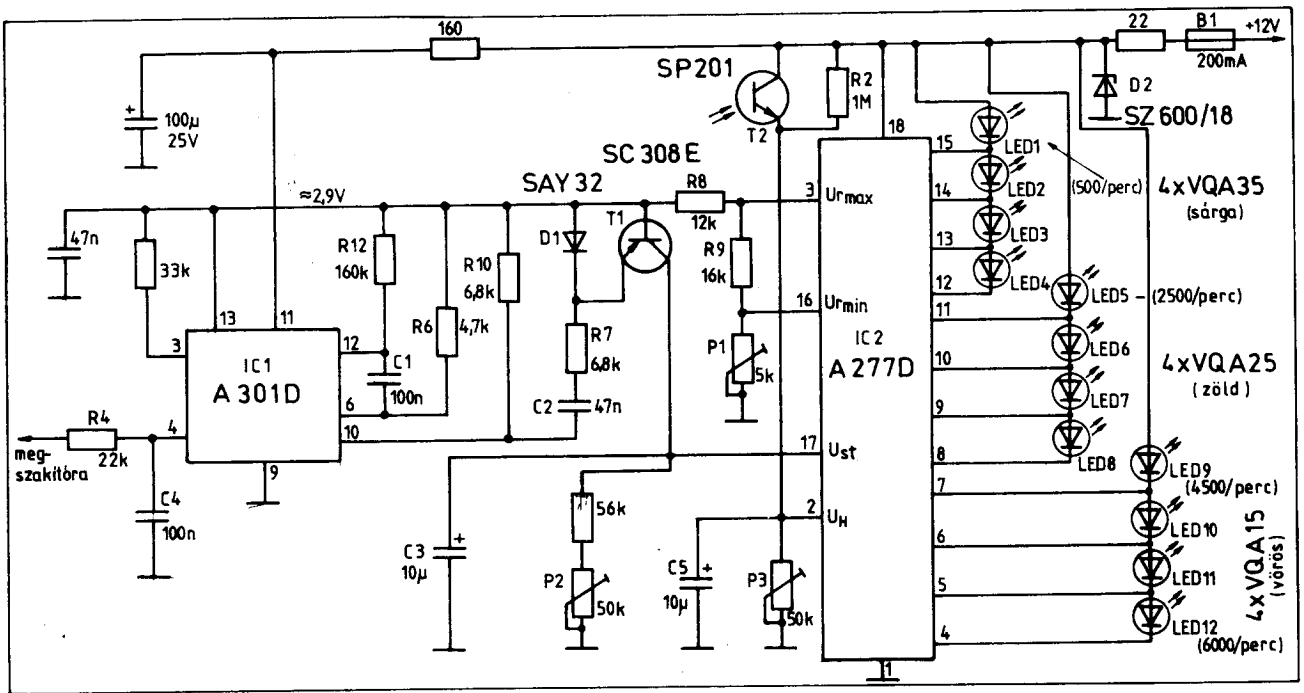 160
22
B1
+12V
200mA
SP201
R2
1M
D2
SZ600/18
+
100µ
25V
T2
18
SC 308 E
SAY 32
≈2,9V
R8
12k
T1
D1
3
Urmax
15
LED1
(500/perc)
4xVQA35
(sárga)
14
LED2
13
LED3
12
LED4
47n
33k
R12
160k
R10
6,8k
R9
16k
16
Urmin
11
LED5 - (2500/perc)
R6
4,7k
R7
6,8k
P1
5k
IC2
A 277D
10
LED6
4xVQA25
(zöld)
13
11
3
IC1
A 301D
12
C1
100n
6
10
C2
47n
9
LED7
8
LED8
R4
22k
4
9
meg-
szakítóra
17
Ust
7
LED9
(4500/perc)
C4
100n
56k
2
UH
6
LED10
C3
+
10µ
P2
50k
C5
+
10µ
P3
50k
5
LED11
4
LED12
(6000/perc)
4xVQA15
(vörös)
1